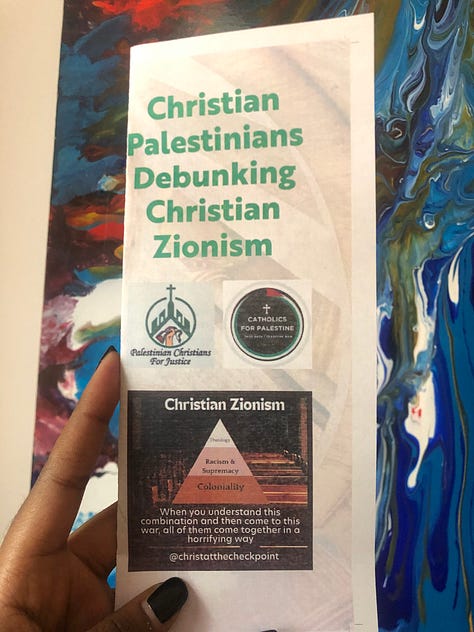 Christian
Palestinians
Debunking
Christian
Zionism
Palestinian Christians
For Justice
CATHOLICS
FOR PALESTINE
Christian Zionism
Theology
Racism &
Supremacy
Coloniality
When you understand this
combination and then come to this
war, all of them come together in a
horrifying way
@christatthecheckpoint